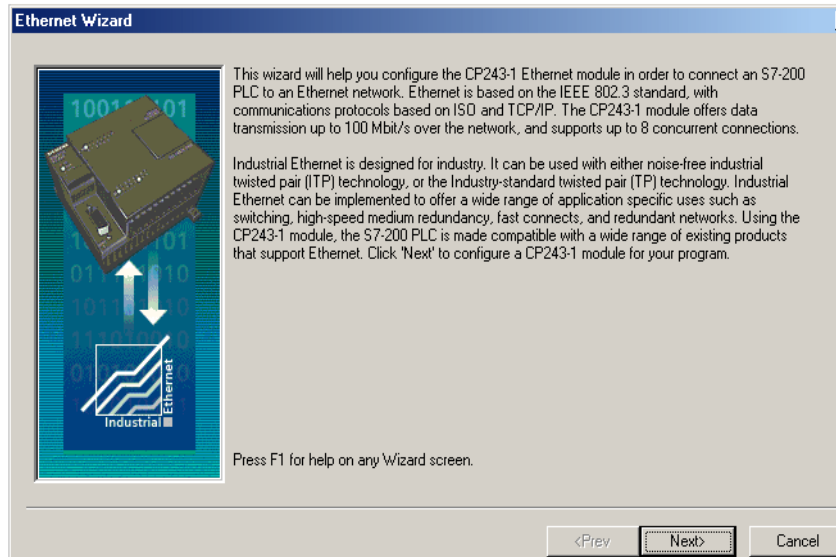 Ethernet Wizard
This wizard will help you configure the CP243-1 Ethernet module in order to connect an S7-200
PLC to an Ethernet network. Ethernet is based on the IEEE 802.3 standard, with
communications protocols based on ISO and TCP/IP. The CP243-1 module offers data
transmission up to 100 Mbit/s over the network, and supports up to 8 concurrent connections.
Industrial Ethernet is designed for industry. It can be used with either noise-free industrial
twisted pair (ITP) technology, or the Industry-standard twisted pair (TP) technology. Industrial
Ethernet can be implemented to offer a wide range of application specific uses such as
switching, high-speed medium redundancy, fast connects, and redundant networks. Using the
CP243-1 module, the S7-200 PLC is made compatible with a wide range of existing products
that support Ethernet. Click 'Next' to configure a CP243-1 module for your program.
Industrial
Ethernet
Press F1 for help on any Wizard screen.
<Prev
Next>
Cancel